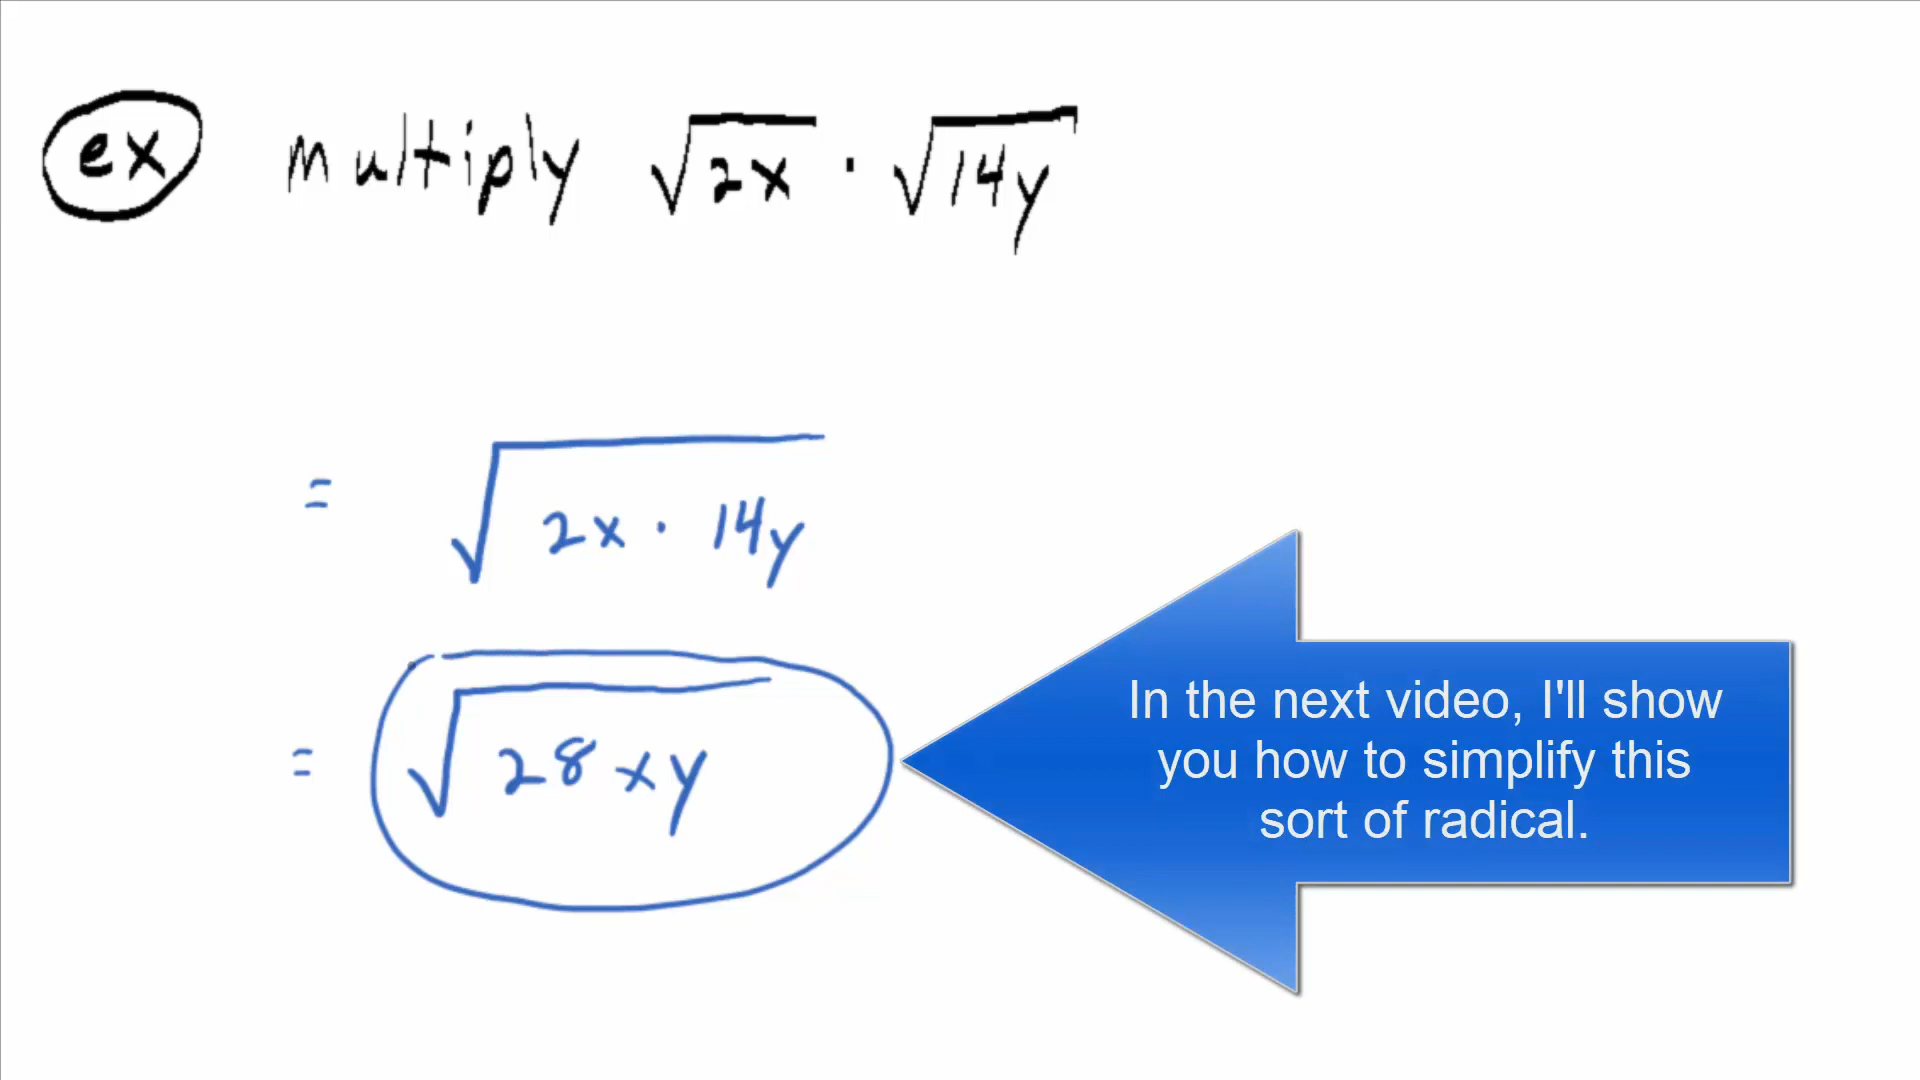 ex multiply √2x · √14y
= √2x · 14y
= √28xy
In the next video, I'll show
you how to simplify this
sort of radical.